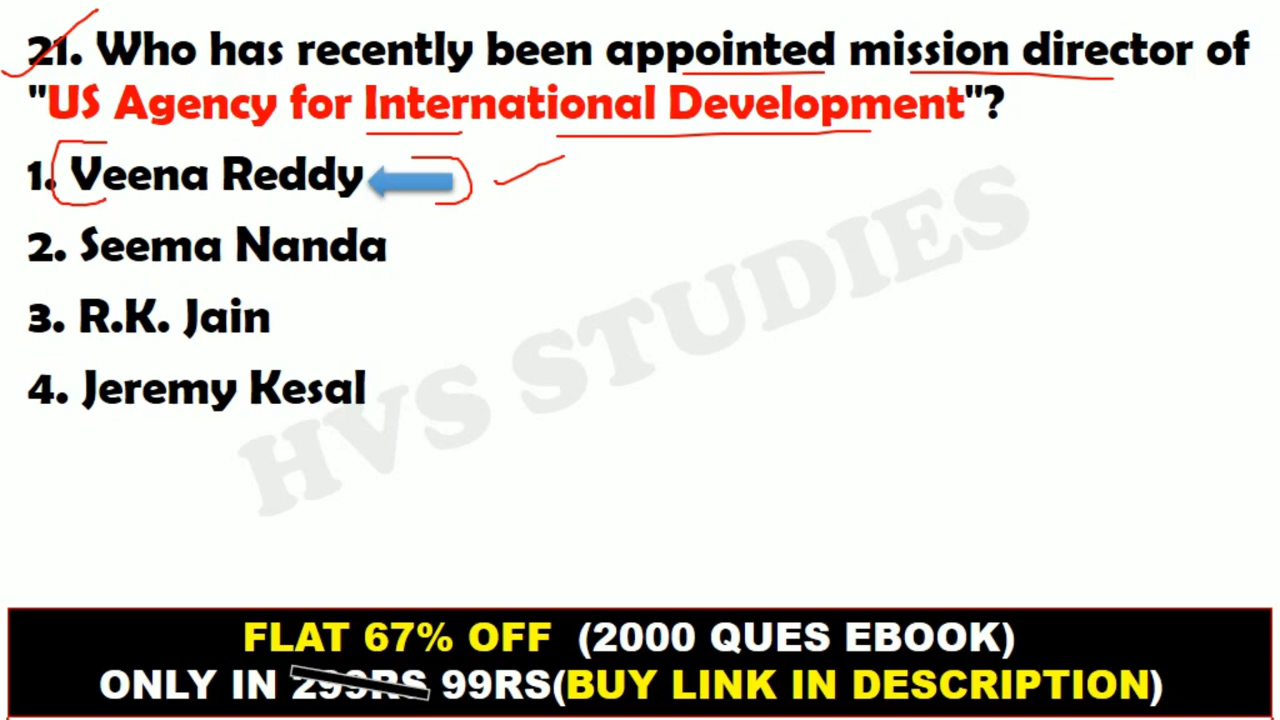 21. Who has recently been appointed mission director of
"US Agency for International Development"?
1. Veena Reddy
2. Seema Nanda
3. R.K. Jain
4. Jeremy Kesal
HVS STUDIES
FLAT 67% OFF (2000 QUES EBOOK)
ONLY IN 299RS 99RS(BUY LINK IN DESCRIPTION)